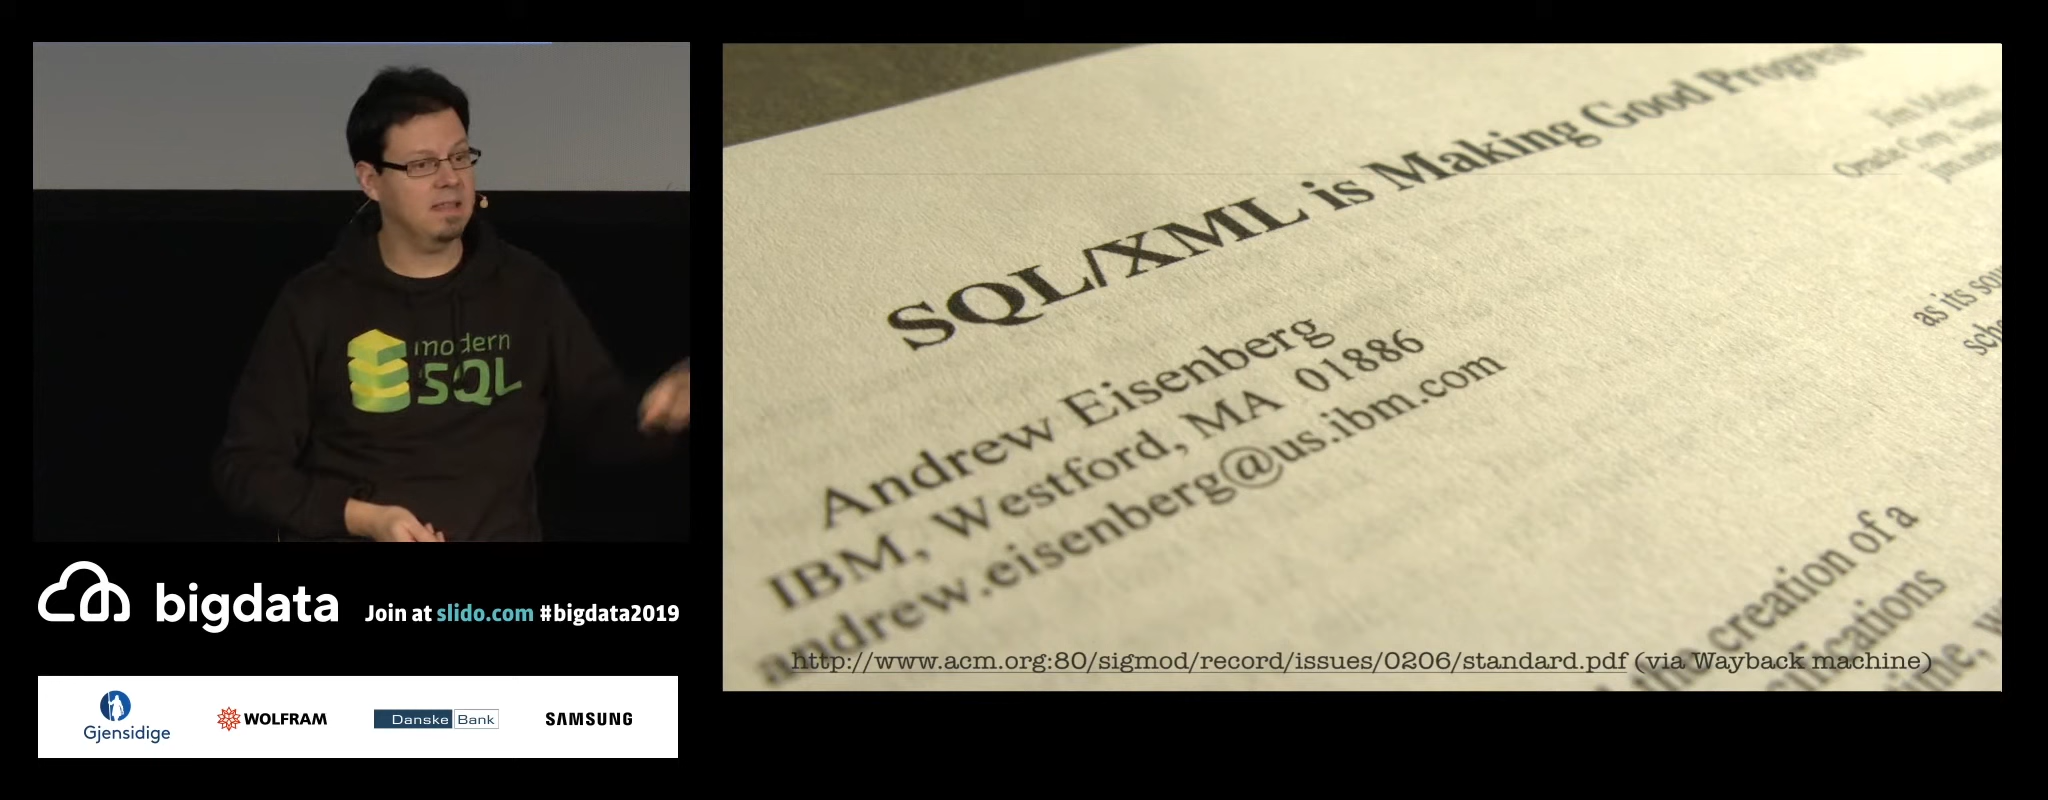 modern
SQL
bigdata
Join at slido.com #bigdata2019
Gjensidige
WOLFRAM
Danske Bank
SAMSUNG
SQL/XML is Making Good Progress
Andrew Eisenberg
IBM, Westford, MA 01886
andrew.eisenberg@us.ibm.com
Oracle Corp.
as its
creation of a
http://www.acm.org:80/sigmod/record/issues/0206/standard.pdf (via Wayback machine)